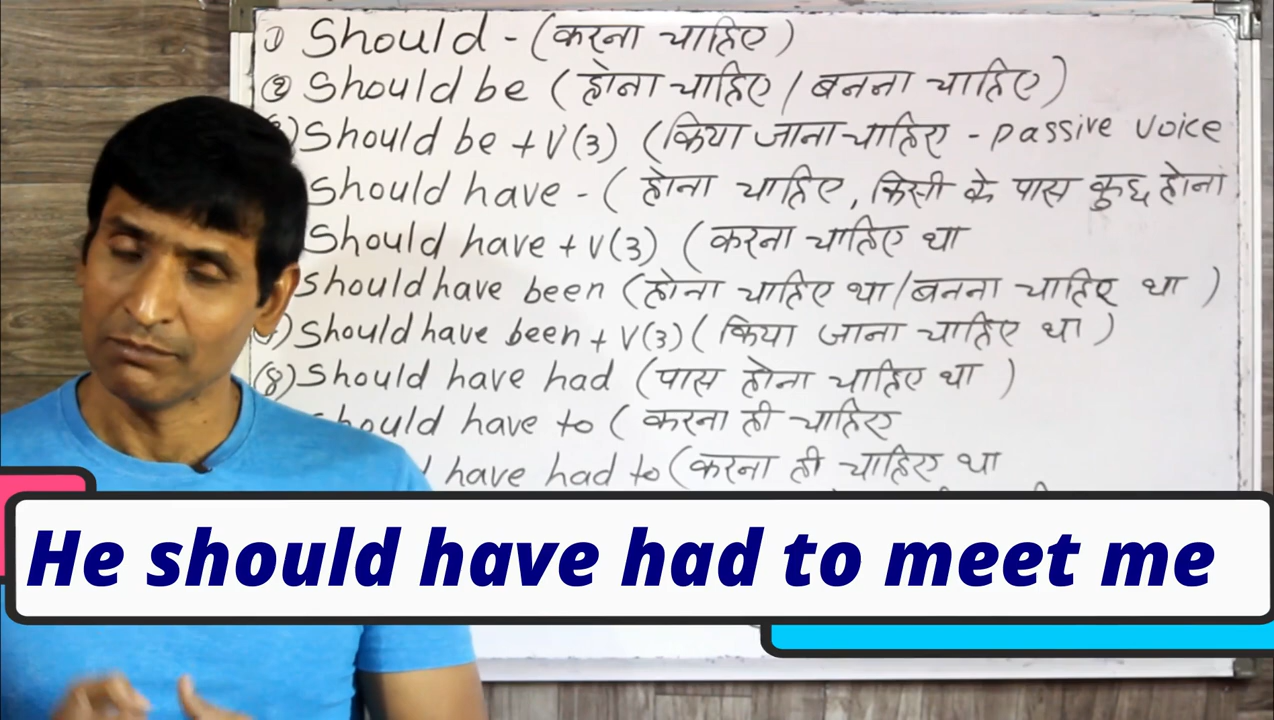 1) Should - (करना चाहिए)
② Should be (होना चाहिए / बनना चाहिए)
) Should be + V(3) (किया जाना चाहिए - passive voice
Should have - ( होना चाहिए, किसी के पास कुछ होना
Should have + V(3) (करना चाहिए था
Should have been (होना चाहिए था/बनना चाहिए था )
) Should have been + V(3) ( किया जाना चाहिए था )
(8) Should have had (पास होना चाहिए था )
hould have to ( करना ही चाहिए
have had to (करना ही चाहिए था
He should have had to meet me